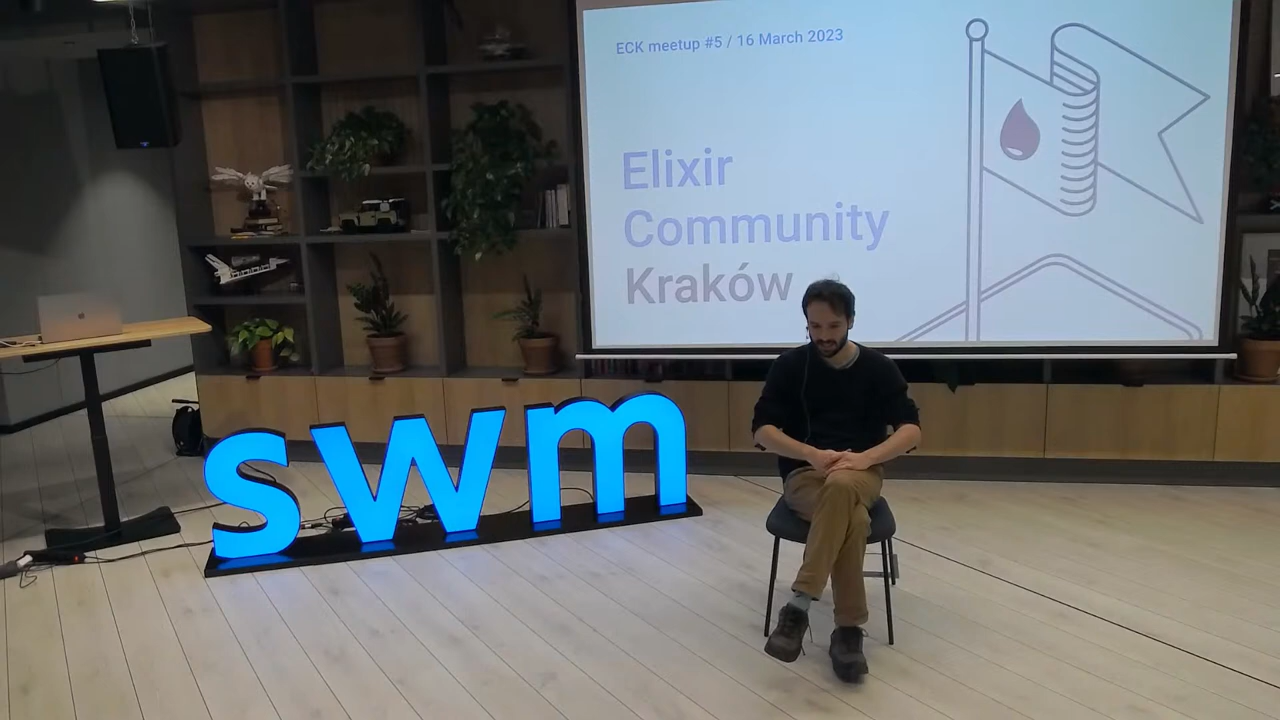 ECK meetup #5 / 16 March 2023
Elixir
Community
Kraków
swm